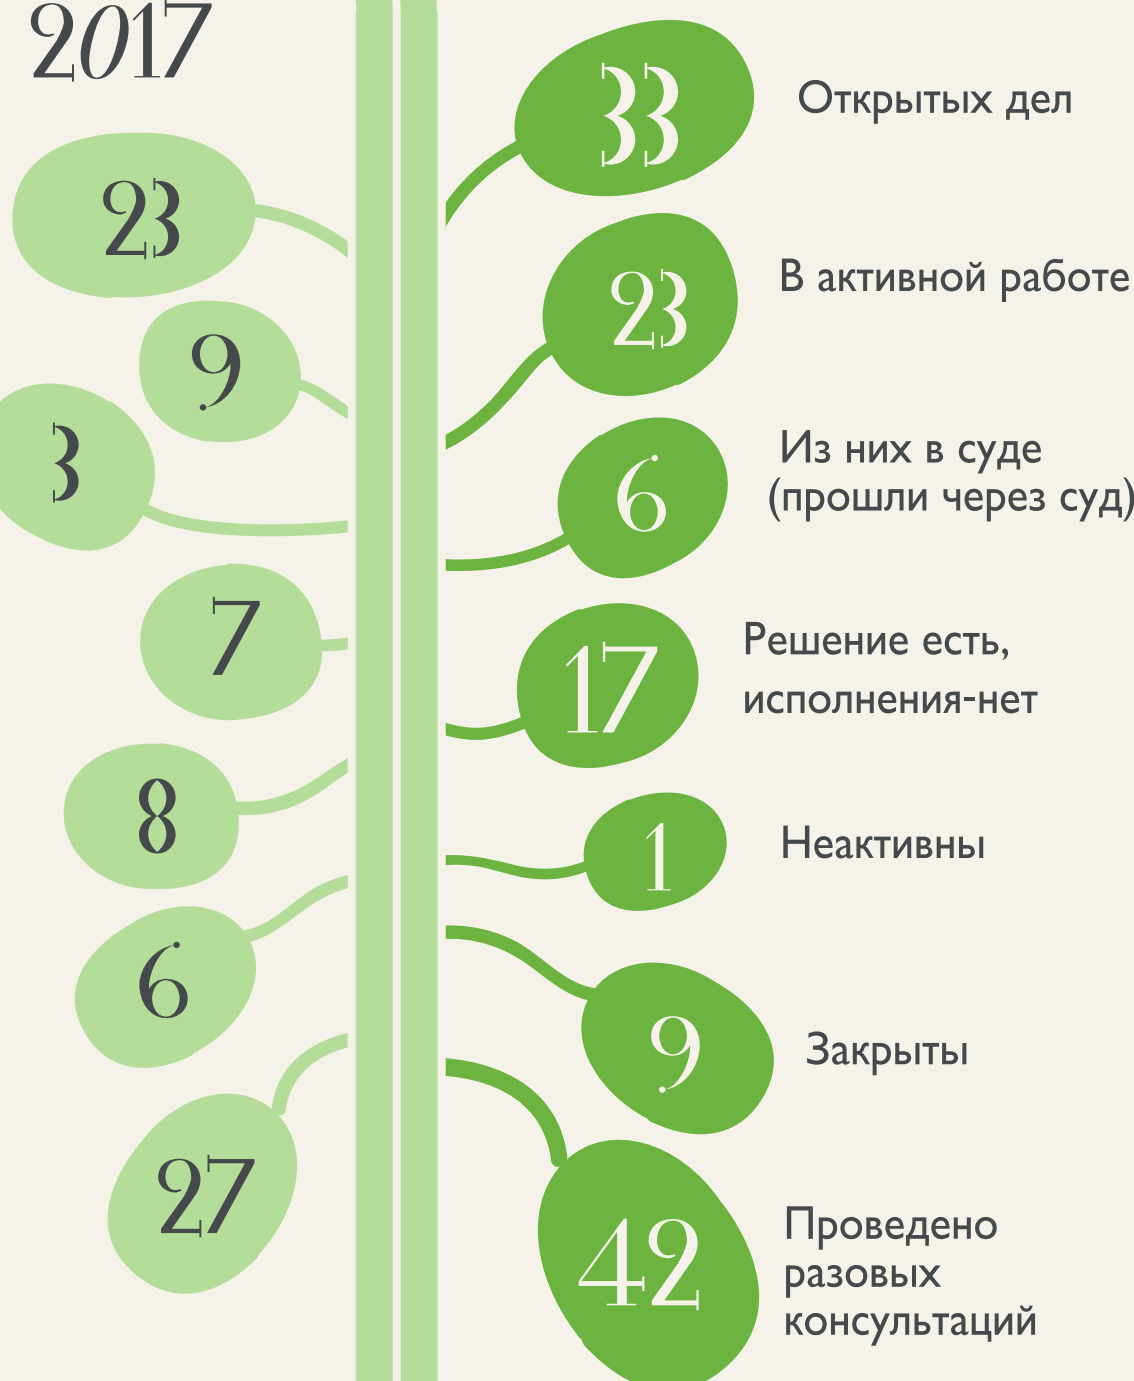 2017
33
Открытых дел
23
23
В активной работе
9
3
6
Из них в суде
(прошли через суд)
7
17
Решение есть,
исполнения-нет
8
1
Неактивны
6
9
Закрыты
27
42
Проведено
разовых
консультаций